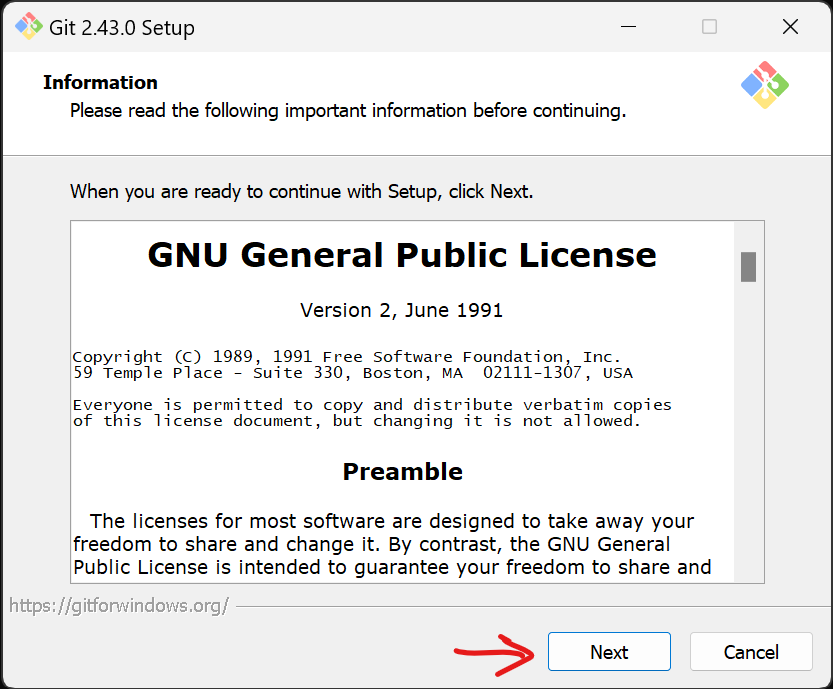 Git 2.43.0 Setup
Information
Please read the following important information before continuing.
When you are ready to continue with Setup, click Next.
GNU General Public License
Version 2, June 1991
Copyright (C) 1989, 1991 Free Software Foundation, Inc.
59 Temple Place - Suite 330, Boston, MA  02111-1307, USA
Everyone is permitted to copy and distribute verbatim copies
of this license document, but changing it is not allowed.
Preamble
The licenses for most software are designed to take away your
freedom to share and change it. By contrast, the GNU General
Public License is intended to guarantee your freedom to share and
https://gitforwindows.org/
Next
Cancel